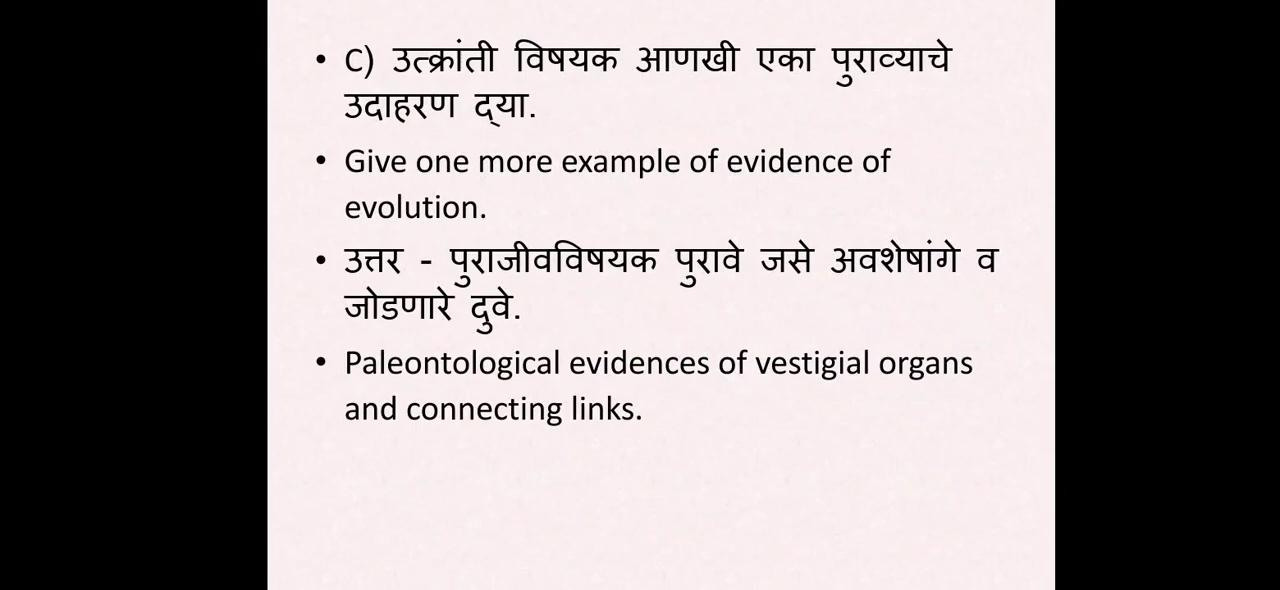 • C) उत्क्रांती विषयक आणखी एका पुराव्याचे
उदाहरण द्‌या.
• Give one more example of evidence of
evolution.
• उत्तर - पुराजीवविषयक पुरावे जसे अवशेषांगे व
जोडणारे दुवे.
• Paleontological evidences of vestigial organs
and connecting links.